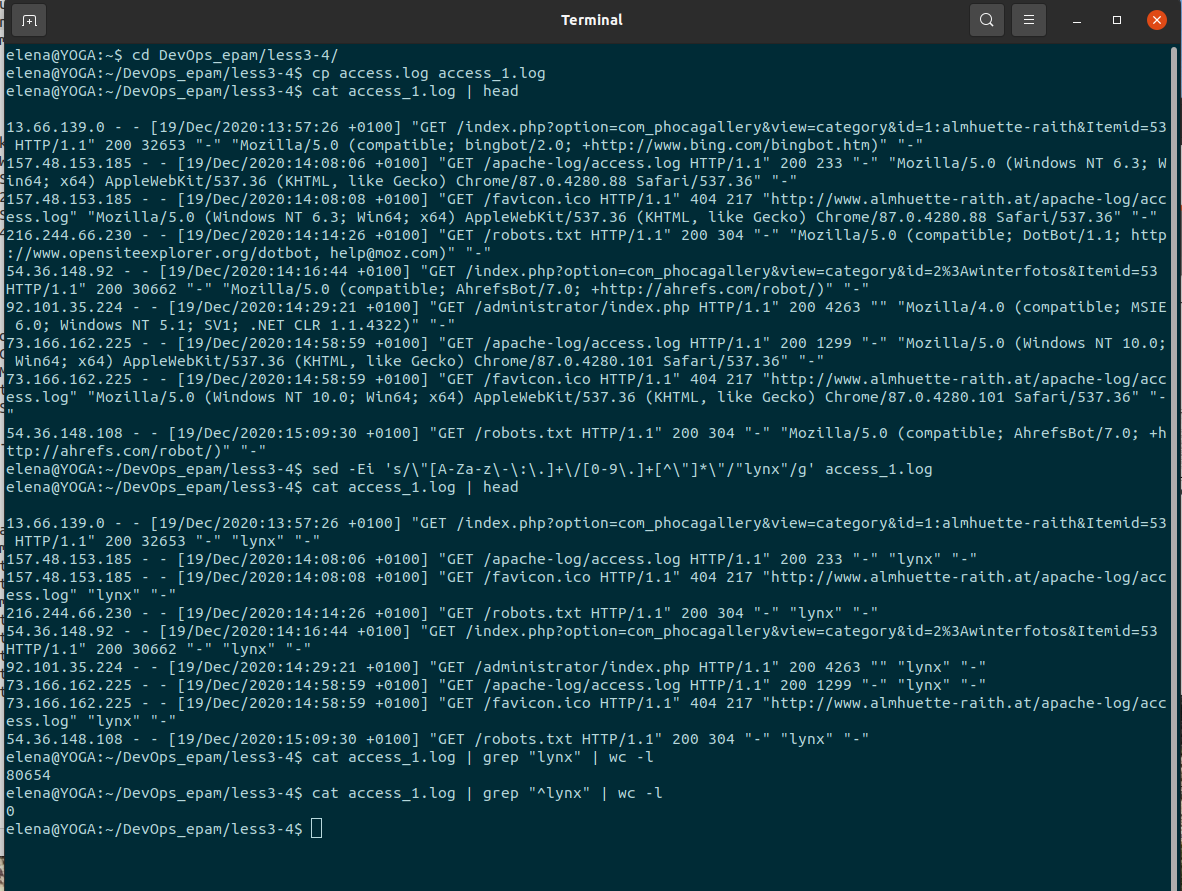 Terminal
elena@YOGA:~$ cd DevOps_epam/less3-4/
elena@YOGA:~/DevOps_epam/less3-4$ cp access.log access_1.log
elena@YOGA:~/DevOps_epam/less3-4$ cat access_1.log | head
13.66.139.0 - - [19/Dec/2020:13:57:26 +0100] "GET /index.php?option=com_phocagallery&view=category&id=1:almhuette-raith&Itemid=53
 HTTP/1.1" 200 32653 "-" "Mozilla/5.0 (compatible; bingbot/2.0; +http://www.bing.com/bingbot.htm)" "-"
157.48.153.185 - - [19/Dec/2020:14:08:06 +0100] "GET /apache-log/access.log HTTP/1.1" 200 233 "-" "Mozilla/5.0 (Windows NT 6.3; W
in64; x64) AppleWebKit/537.36 (KHTML, like Gecko) Chrome/87.0.4280.88 Safari/537.36" "-"
157.48.153.185 - - [19/Dec/2020:14:08:08 +0100] "GET /favicon.ico HTTP/1.1" 404 217 "http://www.almhuette-raith.at/apache-log/acc
ess.log" "Mozilla/5.0 (Windows NT 6.3; Win64; x64) AppleWebKit/537.36 (KHTML, like Gecko) Chrome/87.0.4280.88 Safari/537.36" "-"
216.244.66.230 - - [19/Dec/2020:14:14:26 +0100] "GET /robots.txt HTTP/1.1" 200 304 "-" "Mozilla/5.0 (compatible; DotBot/1.1; http
://www.opensiteexplorer.org/dotbot, help@moz.com)" "-"
54.36.148.92 - - [19/Dec/2020:14:16:44 +0100] "GET /index.php?option=com_phocagallery&view=category&id=2%3Awinterfotos&Itemid=53
HTTP/1.1" 200 30662 "-" "Mozilla/5.0 (compatible; AhrefsBot/7.0; +http://ahrefs.com/robot/)" "-"
92.101.35.224 - - [19/Dec/2020:14:29:21 +0100] "GET /administrator/index.php HTTP/1.1" 200 4263 "" "Mozilla/4.0 (compatible; MSIE
 6.0; Windows NT 5.1; SV1; .NET CLR 1.1.4322)" "-"
73.166.162.225 - - [19/Dec/2020:14:58:59 +0100] "GET /apache-log/access.log HTTP/1.1" 200 1299 "-" "Mozilla/5.0 (Windows NT 10.0;
 Win64; x64) AppleWebKit/537.36 (KHTML, like Gecko) Chrome/87.0.4280.101 Safari/537.36" "-"
73.166.162.225 - - [19/Dec/2020:14:58:59 +0100] "GET /favicon.ico HTTP/1.1" 404 217 "http://www.almhuette-raith.at/apache-log/acc
ess.log" "Mozilla/5.0 (Windows NT 10.0; Win64; x64) AppleWebKit/537.36 (KHTML, like Gecko) Chrome/87.0.4280.101 Safari/537.36" "-
"
54.36.148.108 - - [19/Dec/2020:15:09:30 +0100] "GET /robots.txt HTTP/1.1" 200 304 "-" "Mozilla/5.0 (compatible; AhrefsBot/7.0; +h
ttp://ahrefs.com/robot/)" "-"
elena@YOGA:~/DevOps_epam/less3-4$ sed -Ei 's/\"[A-Za-z\-\:\.]+\/[0-9\.]+[^\"]*\"/"lynx"/g' access_1.log
elena@YOGA:~/DevOps_epam/less3-4$ cat access_1.log | head
13.66.139.0 - - [19/Dec/2020:13:57:26 +0100] "GET /index.php?option=com_phocagallery&view=category&id=1:almhuette-raith&Itemid=53
 HTTP/1.1" 200 32653 "-" "lynx" "-"
157.48.153.185 - - [19/Dec/2020:14:08:06 +0100] "GET /apache-log/access.log HTTP/1.1" 200 233 "-" "lynx" "-"
157.48.153.185 - - [19/Dec/2020:14:08:08 +0100] "GET /favicon.ico HTTP/1.1" 404 217 "http://www.almhuette-raith.at/apache-log/acc
ess.log" "lynx" "-"
216.244.66.230 - - [19/Dec/2020:14:14:26 +0100] "GET /robots.txt HTTP/1.1" 200 304 "-" "lynx" "-"
54.36.148.92 - - [19/Dec/2020:14:16:44 +0100] "GET /index.php?option=com_phocagallery&view=category&id=2%3Awinterfotos&Itemid=53
HTTP/1.1" 200 30662 "-" "lynx" "-"
92.101.35.224 - - [19/Dec/2020:14:29:21 +0100] "GET /administrator/index.php HTTP/1.1" 200 4263 "" "lynx" "-"
73.166.162.225 - - [19/Dec/2020:14:58:59 +0100] "GET /apache-log/access.log HTTP/1.1" 200 1299 "-" "lynx" "-"
73.166.162.225 - - [19/Dec/2020:14:58:59 +0100] "GET /favicon.ico HTTP/1.1" 404 217 "http://www.almhuette-raith.at/apache-log/acc
ess.log" "lynx" "-"
54.36.148.108 - - [19/Dec/2020:15:09:30 +0100] "GET /robots.txt HTTP/1.1" 200 304 "-" "lynx" "-"
elena@YOGA:~/DevOps_epam/less3-4$ cat access_1.log | grep "lynx" | wc -l
80654
elena@YOGA:~/DevOps_epam/less3-4$ cat access_1.log | grep "^lynx" | wc -l
0
elena@YOGA:~/DevOps_epam/less3-4$